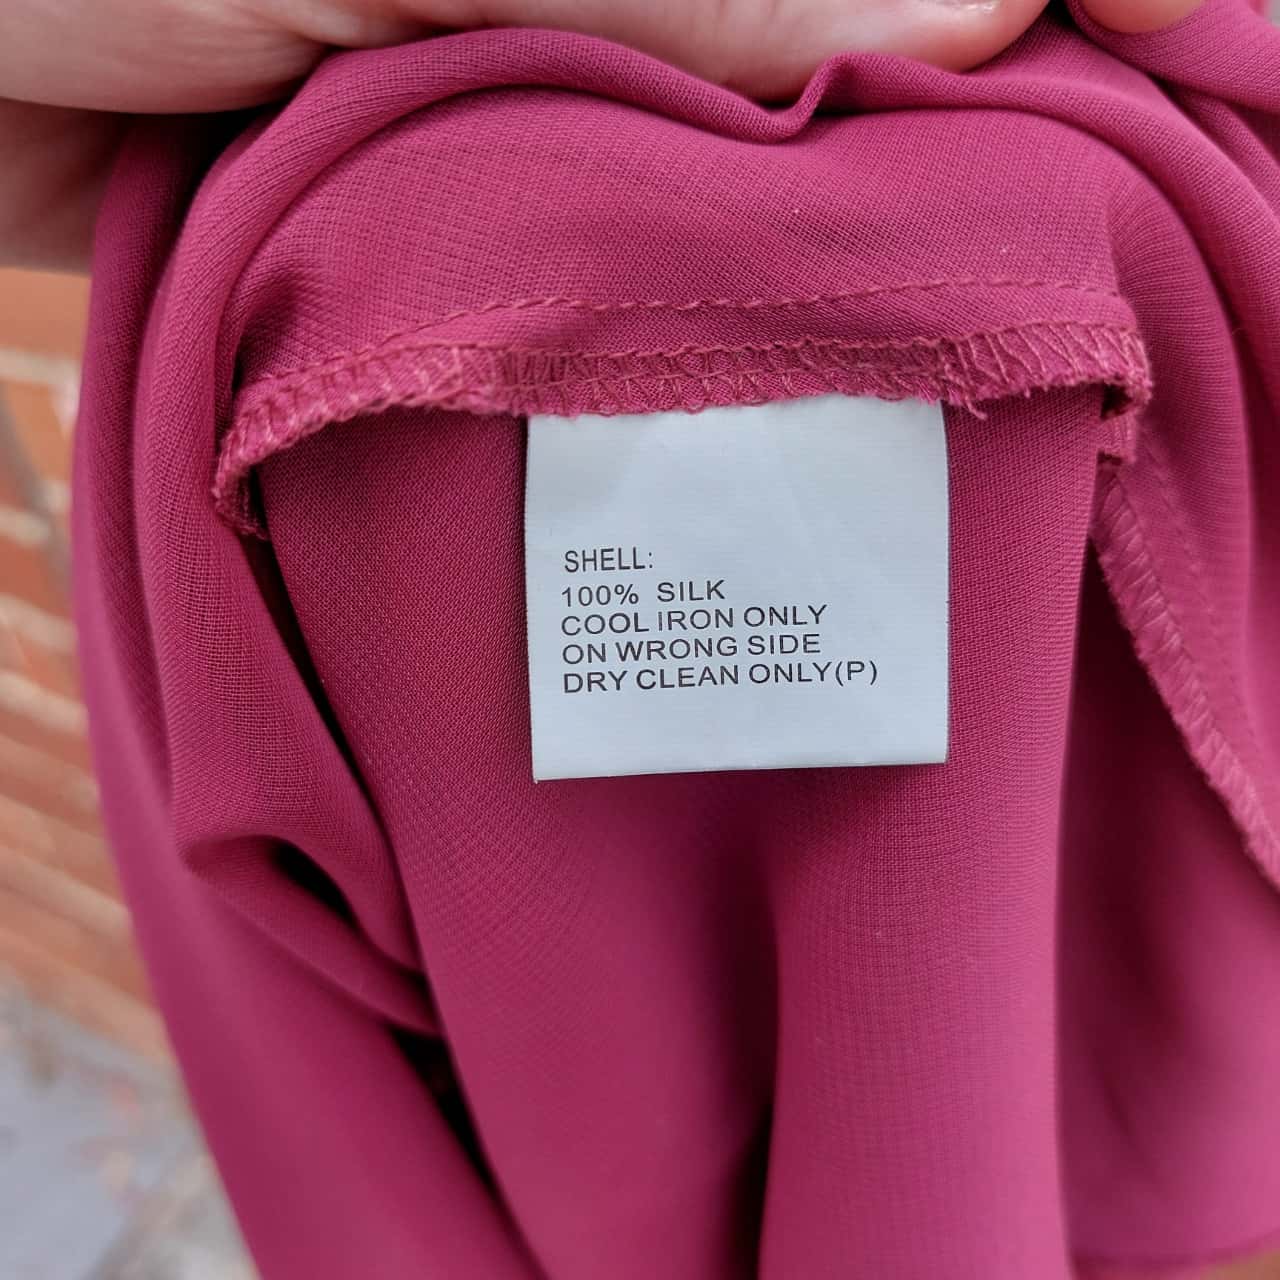 SHELL:
100% SILK
COOL IRON ONLY
ON WRONG SIDE
DRY CLEAN ONLY(P)